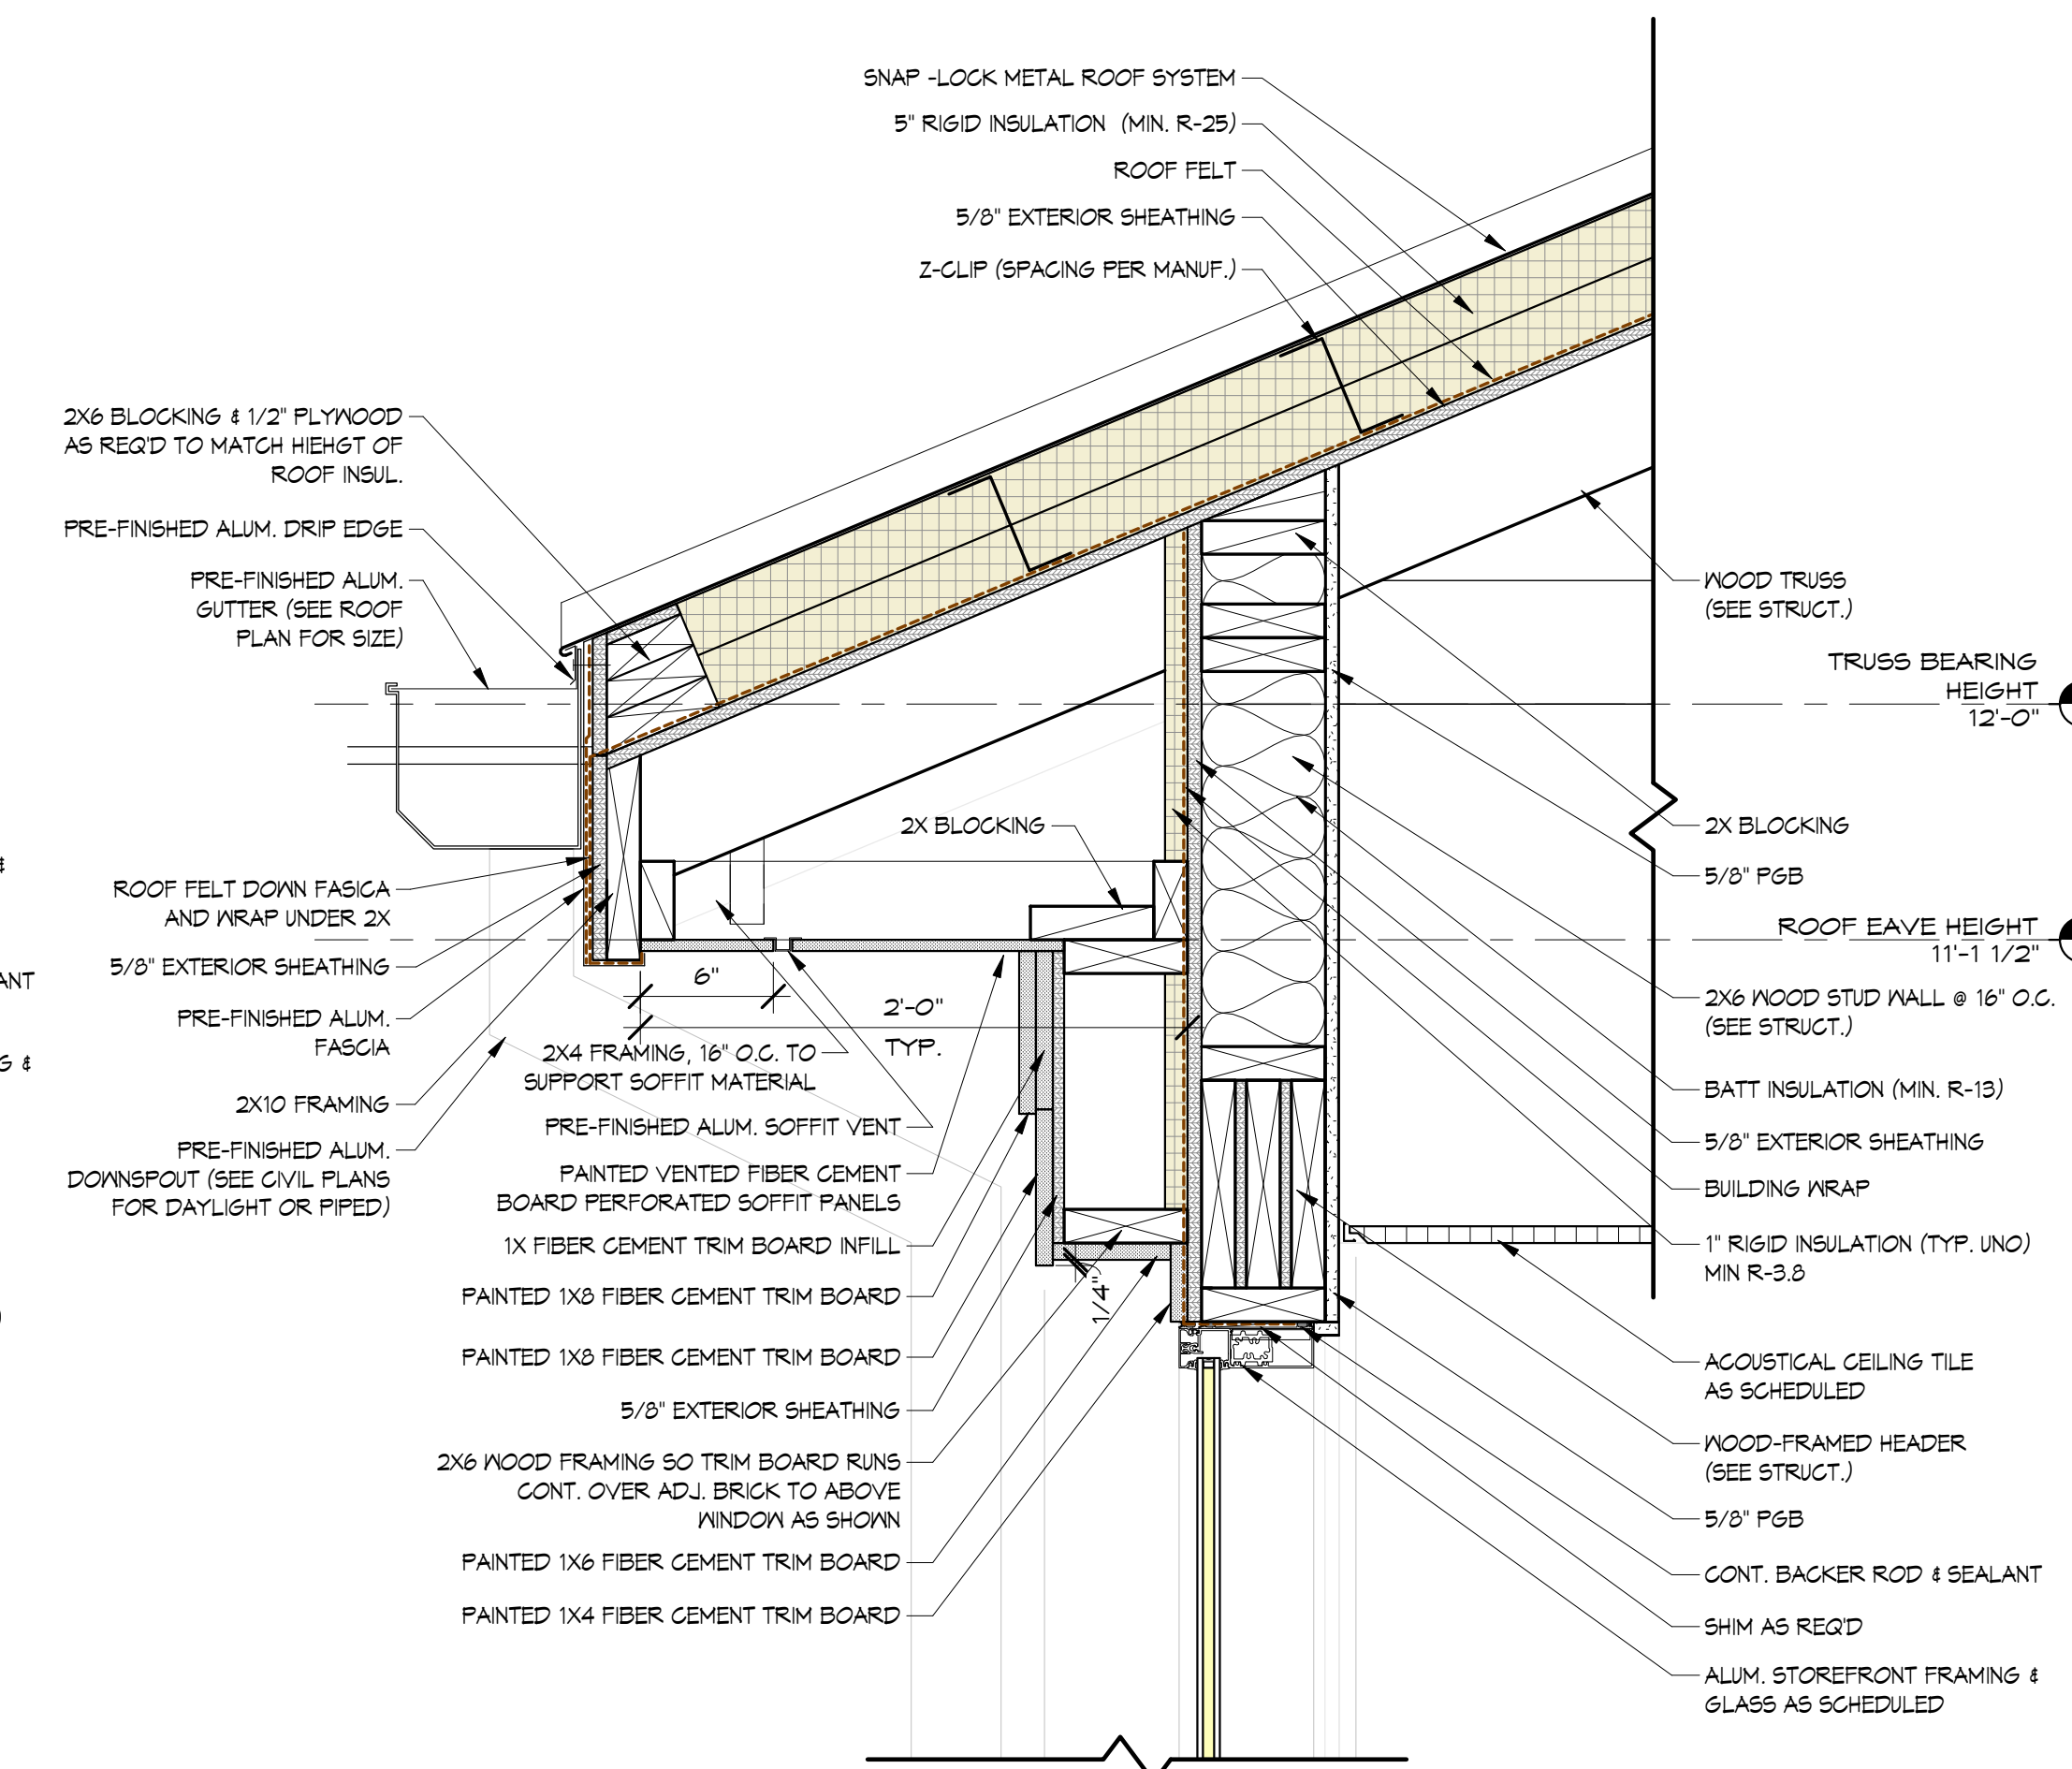 SNAP -LOCK METAL ROOF SYSTEM
5" RIGID INSULATION (MIN. R-25)
ROOF FELT
5/8" EXTERIOR SHEATHING
Z-CLIP (SPACING PER MANUF.)
2X6 BLOCKING & 1/2" PLYWOOD
AS REQ'D TO MATCH HIEHGT OF
ROOF INSUL.
PRE-FINISHED ALUM. DRIP EDGE
PRE-FINISHED ALUM.
GUTTER (SEE ROOF
PLAN FOR SIZE)
&
ROOF FELT DOWN FASICA
AND WRAP UNDER 2X
5/8" EXTERIOR SHEATHING
ANT
PRE-FINISHED ALUM.
FASCIA
G &
2X10 FRAMING
PRE-FINISHED ALUM.
DOWNSPOUT (SEE CIVIL PLANS
FOR DAYLIGHT OR PIPED)
)
2X BLOCKING
6"
2'-0"
TYP.
2X4 FRAMING, 16" O.C. TO
SUPPORT SOFFIT MATERIAL
PRE-FINISHED ALUM. SOFFIT VENT
PAINTED VENTED FIBER CEMENT
BOARD PERFORATED SOFFIT PANELS
1X FIBER CEMENT TRIM BOARD INFILL
PAINTED 1X8 FIBER CEMENT TRIM BOARD
1/4"
PAINTED 1X8 FIBER CEMENT TRIM BOARD
5/8" EXTERIOR SHEATHING
2X6 WOOD FRAMING SO TRIM BOARD RUNS
CONT. OVER ADJ. BRICK TO ABOVE
WINDOW AS SHOWN
PAINTED 1X6 FIBER CEMENT TRIM BOARD
PAINTED 1X4 FIBER CEMENT TRIM BOARD
WOOD TRUSS
(SEE STRUCT.)
TRUSS BEARING
HEIGHT
12'-0"
2X BLOCKING
5/8" PGB
ROOF EAVE HEIGHT
11'-1 1/2"
2X6 WOOD STUD WALL @ 16" O.C.
(SEE STRUCT.)
BATT INSULATION (MIN. R-13)
5/8" EXTERIOR SHEATHING
BUILDING WRAP
1" RIGID INSULATION (TYP. UNO)
MIN R-3.8
ACOUSTICAL CEILING TILE
AS SCHEDULED
WOOD-FRAMED HEADER
(SEE STRUCT.)
5/8" PGB
CONT. BACKER ROD & SEALANT
SHIM AS REQ'D
ALUM. STOREFRONT FRAMING &
GLASS AS SCHEDULED